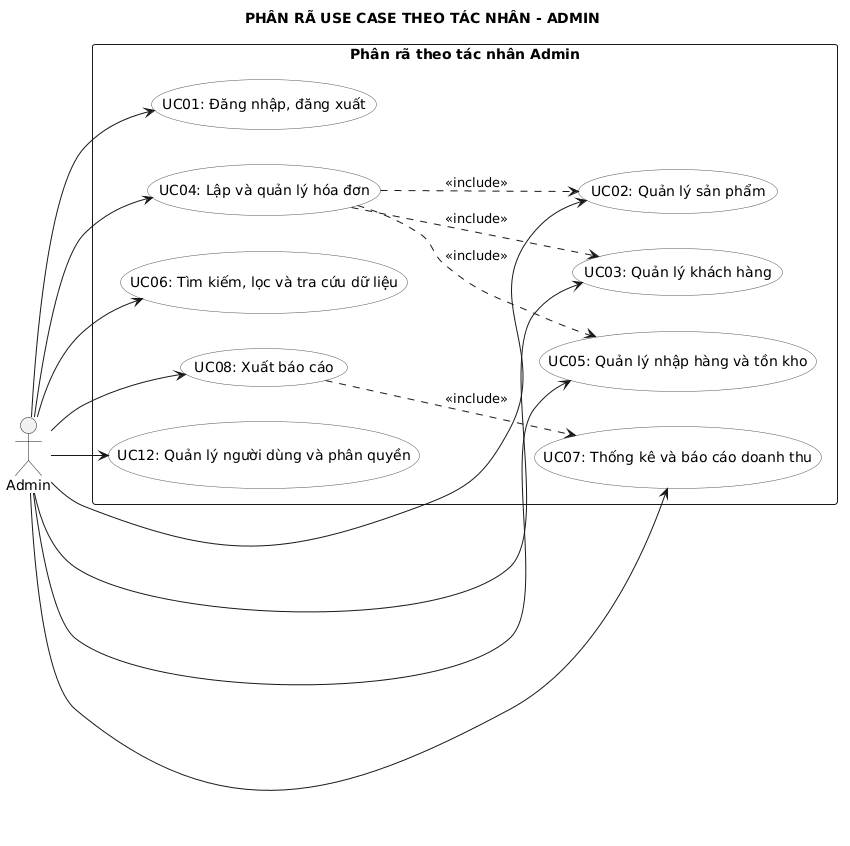 PHÂN RÃ USE CASE THEO TÁC NHÂN - ADMIN
Phân rã theo tác nhân Admin
UC01: Đăng nhập, đăng xuất
UC04: Lập và quản lý hóa đơn
«include»
UC02: Quản lý sản phẩm
«include»
«include»
UC03: Quản lý khách hàng
UC06: Tìm kiếm, lọc và tra cứu dữ liệu
UC08: Xuất báo cáo
UC05: Quản lý nhập hàng và tồn kho
«include»
UC12: Quản lý người dùng và phân quyền
UC07: Thống kê và báo cáo doanh thu
Admin